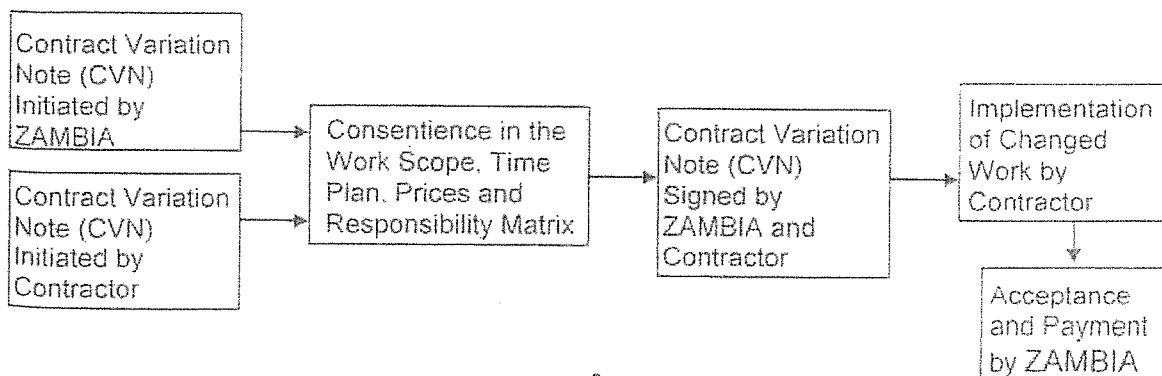 Contract Variation
Note (CVN)
Initiated by
ZAMBIA
Contract Variation
Note (CVN)
Initiated by
Contractor
Consentience in the
Work Scope, Time
Plan, Prices and
Responsibility Matrix
Contract Variation
Note (CVN)
Signed by
ZAMBIA and
Contractor
Implementation
of Changed
Work by
Contractor
Acceptance
and Payment
by ZAMBIA